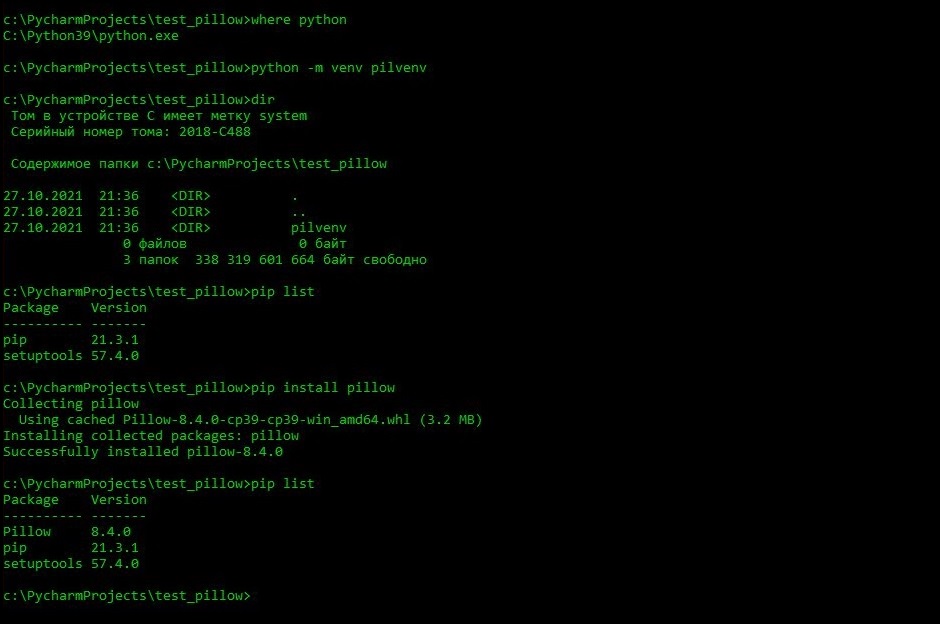 c:\PycharmProjects\test_pillow>where python
C:\Python39\python.exe

c:\PycharmProjects\test_pillow>python -m venv pilvenv

c:\PycharmProjects\test_pillow>dir
 Том в устройстве C имеет метку system
 Серийный номер тома: 2018-C488

 Содержимое папки c:\PycharmProjects\test_pillow

27.10.2021  21:36    <DIR>          .
27.10.2021  21:36    <DIR>          ..
27.10.2021  21:36    <DIR>          pilvenv
               0 файлов              0 байт
               3 папок  338 319 601 664 байт свободно

c:\PycharmProjects\test_pillow>pip list
Package    Version
---------- -------
pip        21.3.1
setuptools 57.4.0

c:\PycharmProjects\test_pillow>pip install pillow
Collecting pillow
  Using cached Pillow-8.4.0-cp39-cp39-win_amd64.whl (3.2 MB)
Installing collected packages: pillow
Successfully installed pillow-8.4.0

c:\PycharmProjects\test_pillow>pip list
Package    Version
---------- -------
Pillow     8.4.0
pip        21.3.1
setuptools 57.4.0

c:\PycharmProjects\test_pillow>